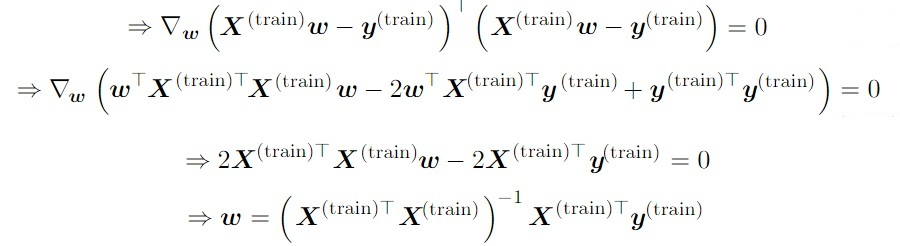 ⇒ ∇_w (X^(train) w − y^(train))^⊤ (X^(train) w − y^(train)) = 0
⇒ ∇_w (w^⊤ X^(train)⊤ X^(train) w − 2w^⊤ X^(train)⊤ y^(train) + y^(train)⊤ y^(train)) = 0
⇒ 2X^(train)⊤ X^(train) w − 2X^(train)⊤ y^(train) = 0
⇒ w = (X^(train)⊤ X^(train))^−1 X^(train)⊤ y^(train)